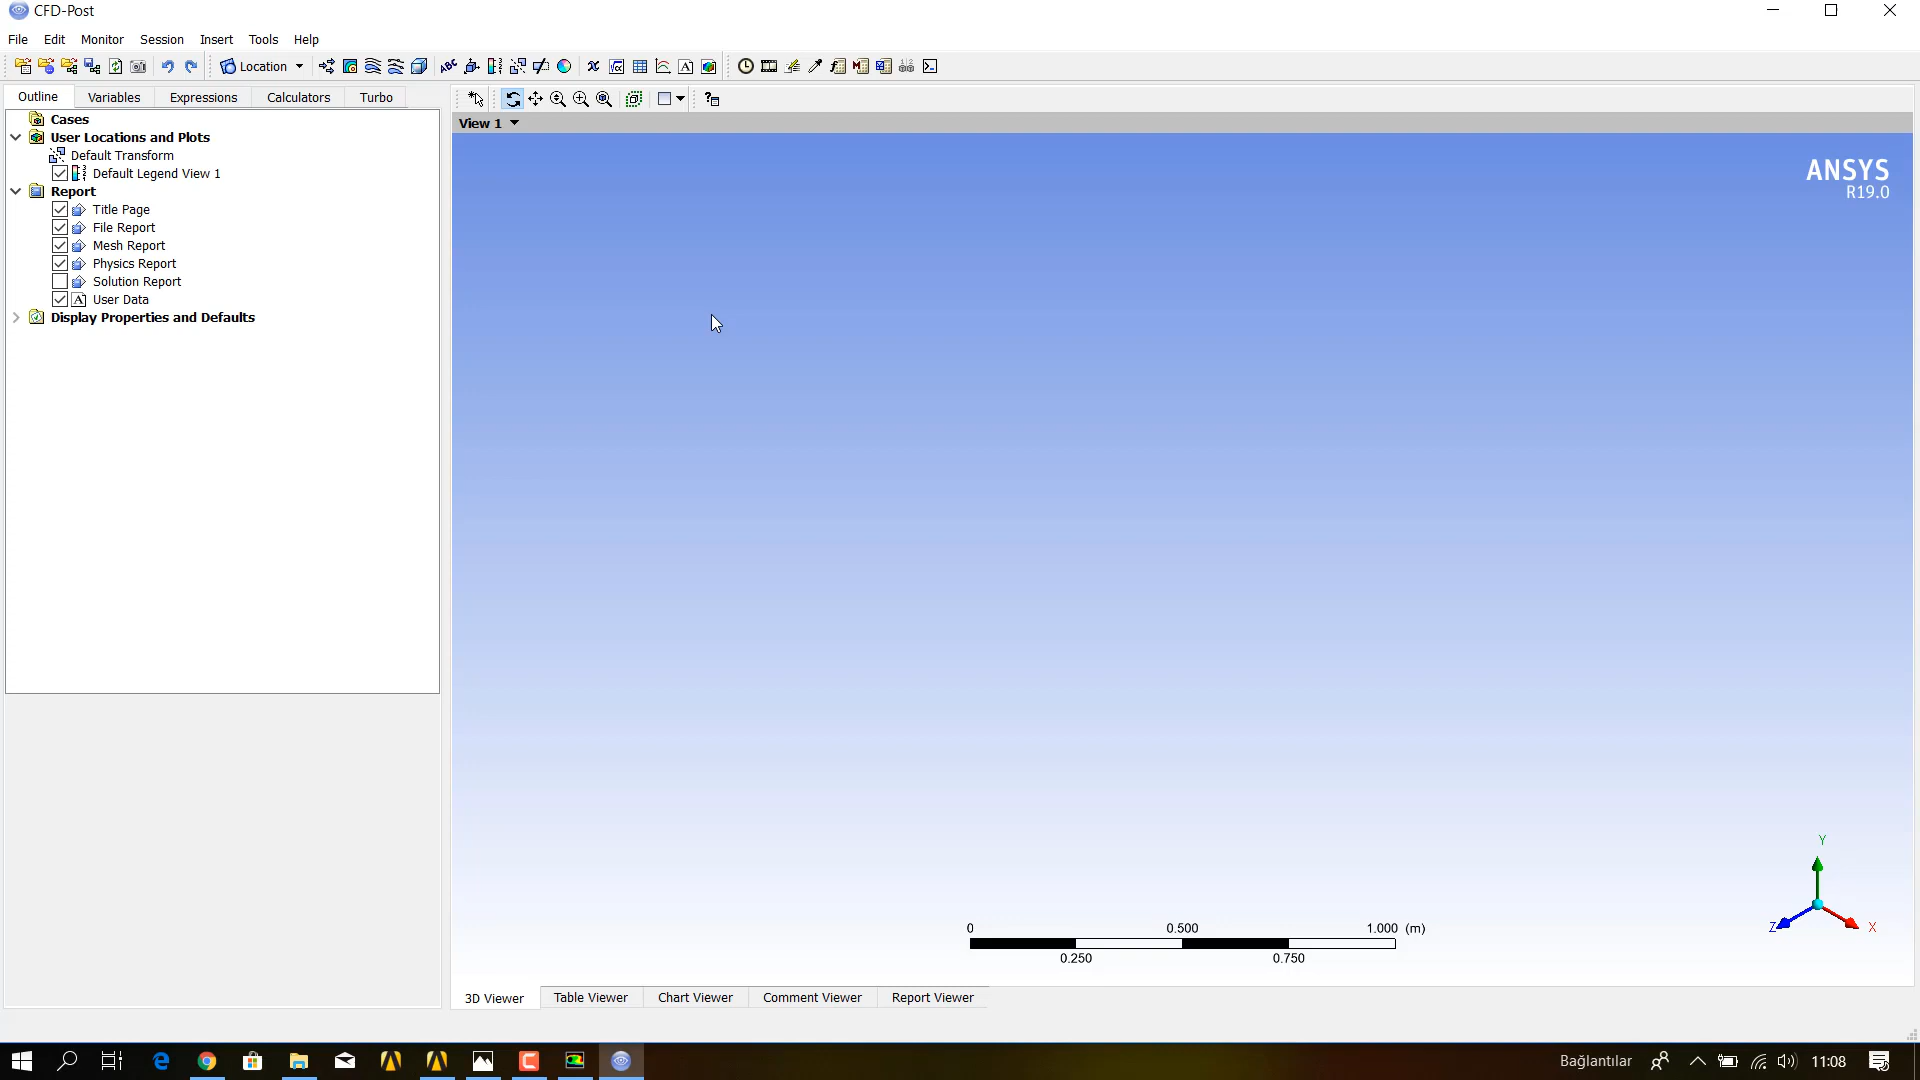 CFD-Post
File Edit Monitor Session Insert Tools Help
Location
Outline Variables Expressions Calculators Turbo
Cases
User Locations and Plots
Default Transform
Default Legend View 1
Report
Title Page
File Report
Mesh Report
Physics Report
Solution Report
User Data
Display Properties and Defaults
View 1
ANSYS
R19.0
Y
Z X
0 0.500 1.000 (m)
0.250 0.750
3D Viewer Table Viewer Chart Viewer Comment Viewer Report Viewer
Bağlantılar 11:08